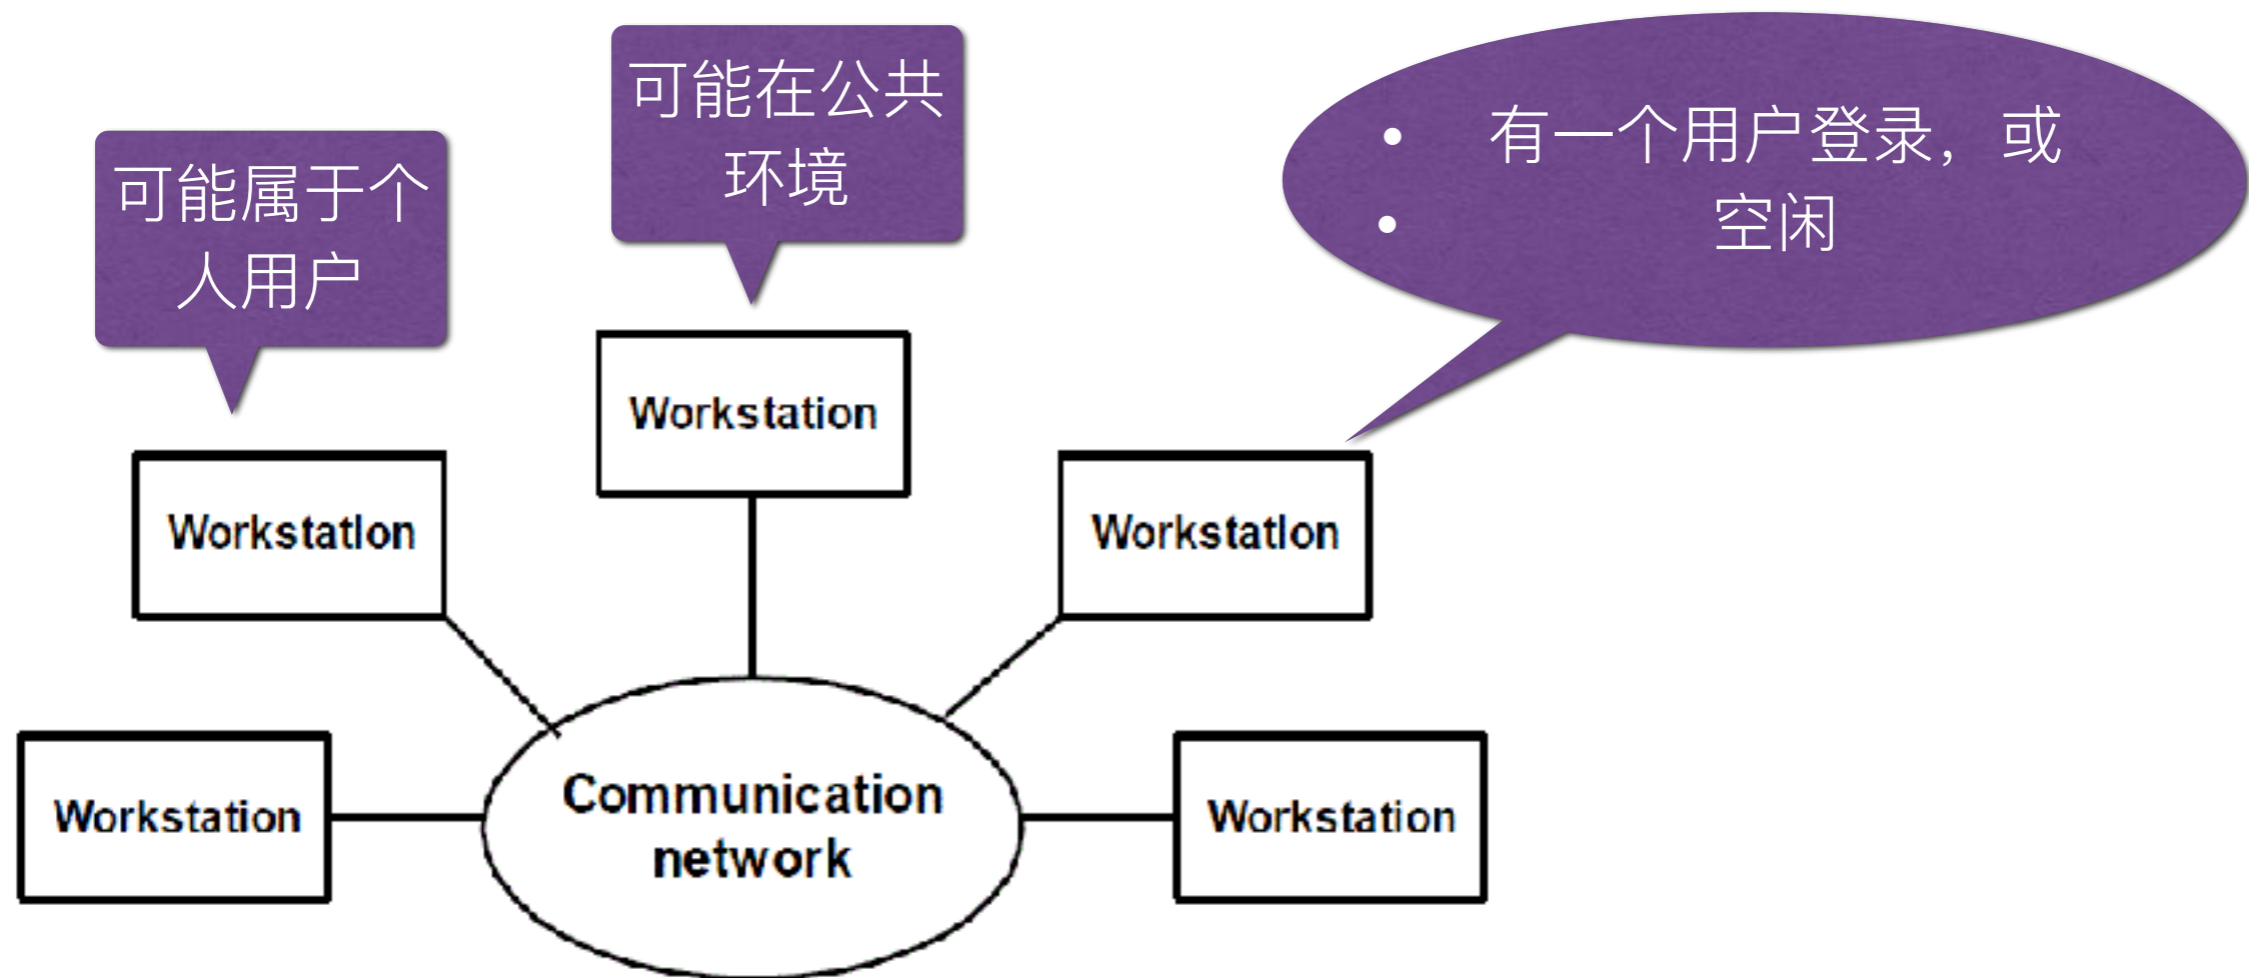 可能在公共
环境
• 有一个用户登录，或
• 空闲
可能属于个
人用户
Workstation
Workstation
Workstation
Workstation
Communication
network
Workstation